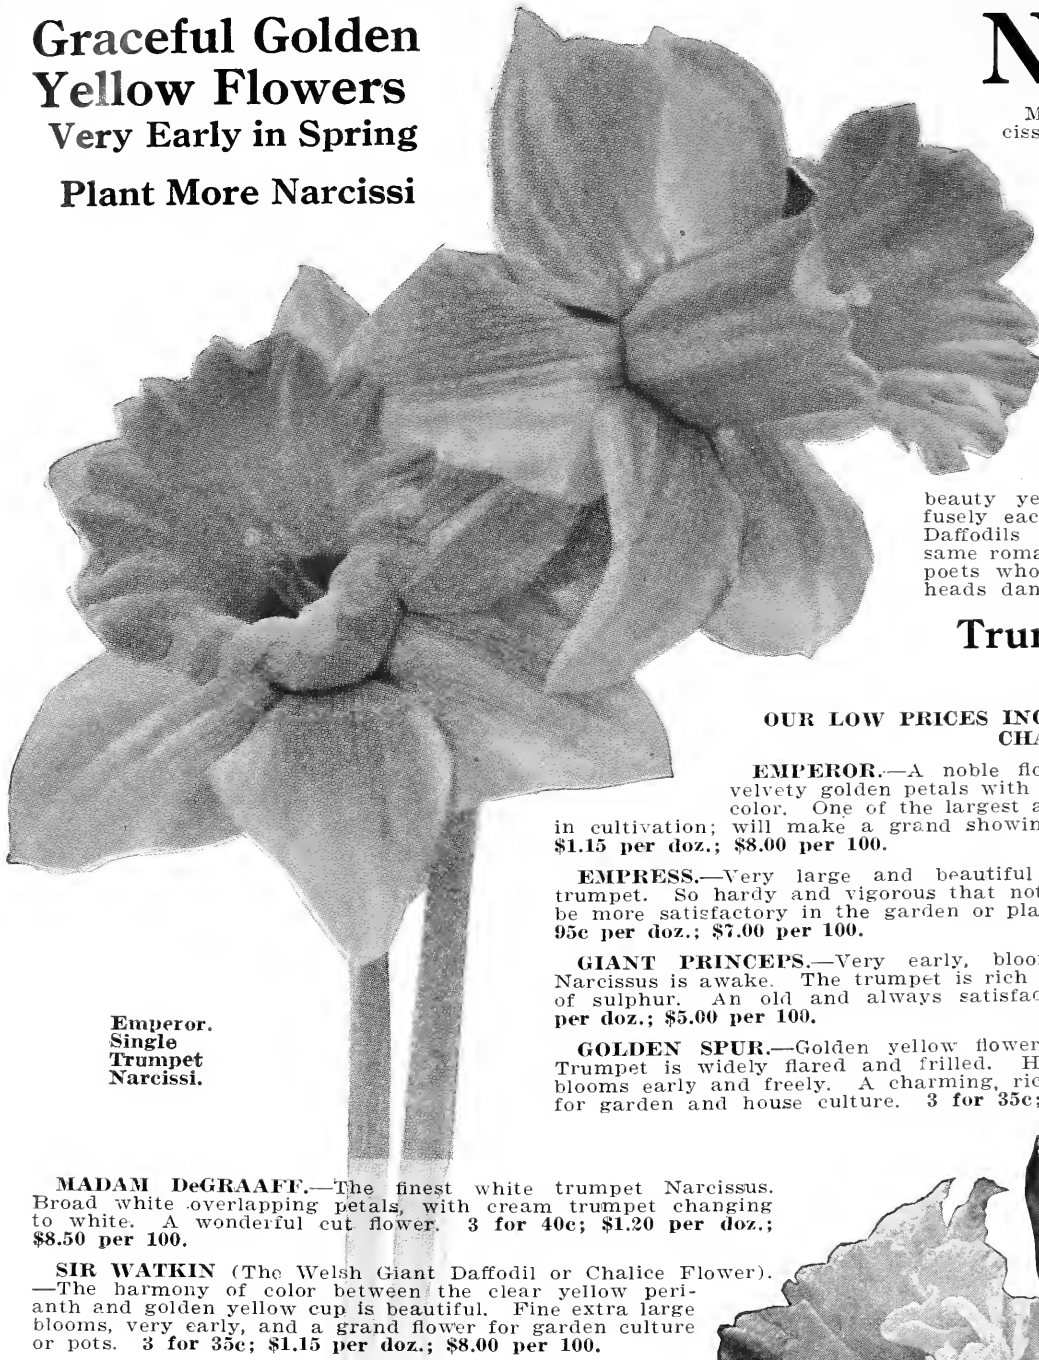 Graceful Golden
Yellow Flowers
Very Early in Spring
Plant More Narcissi
N
M
ciss
beauty ye
fusely eac
Daffodils
same roma
poets who
heads dan
Trum
OUR LOW PRICES INC
CHA
EMPEROR.—A noble flo
velvety golden petals with
color. One of the largest a
in cultivation; will make a grand showin
$1.15 per doz.; $8.00 per 100.
EMPRESS.—Very large and beautiful
trumpet. So hardy and vigorous that not
be more satisfactory in the garden or pla
95c per doz.; $7.00 per 100.
GIANT PRINCEPS.—Very early, bloom
Narcissus is awake. The trumpet is rich
of sulphur. An old and always satisfac
per doz.; $5.00 per 100.
GOLDEN SPUR.—Golden yellow flower
Trumpet is widely flared and frilled. H
blooms early and freely. A charming, ric
for garden and house culture. 3 for 35c;
Emperor.
Single
Trumpet
Narcissi.
MADAM DeGRAAFF.—The finest white trumpet Narcissus.
Broad white overlapping petals, with cream trumpet changing
to white. A wonderful cut flower. 3 for 40c; $1.20 per doz.;
$8.50 per 100.
SIR WATKIN (The Welsh Giant Daffodil or Chalice Flower).
—The harmony of color between the clear yellow peri-
anth and golden yellow cup is beautiful. Fine extra large
blooms, very early, and a grand flower for garden culture
or pots. 3 for 35c; $1.15 per doz.; $8.00 per 100.